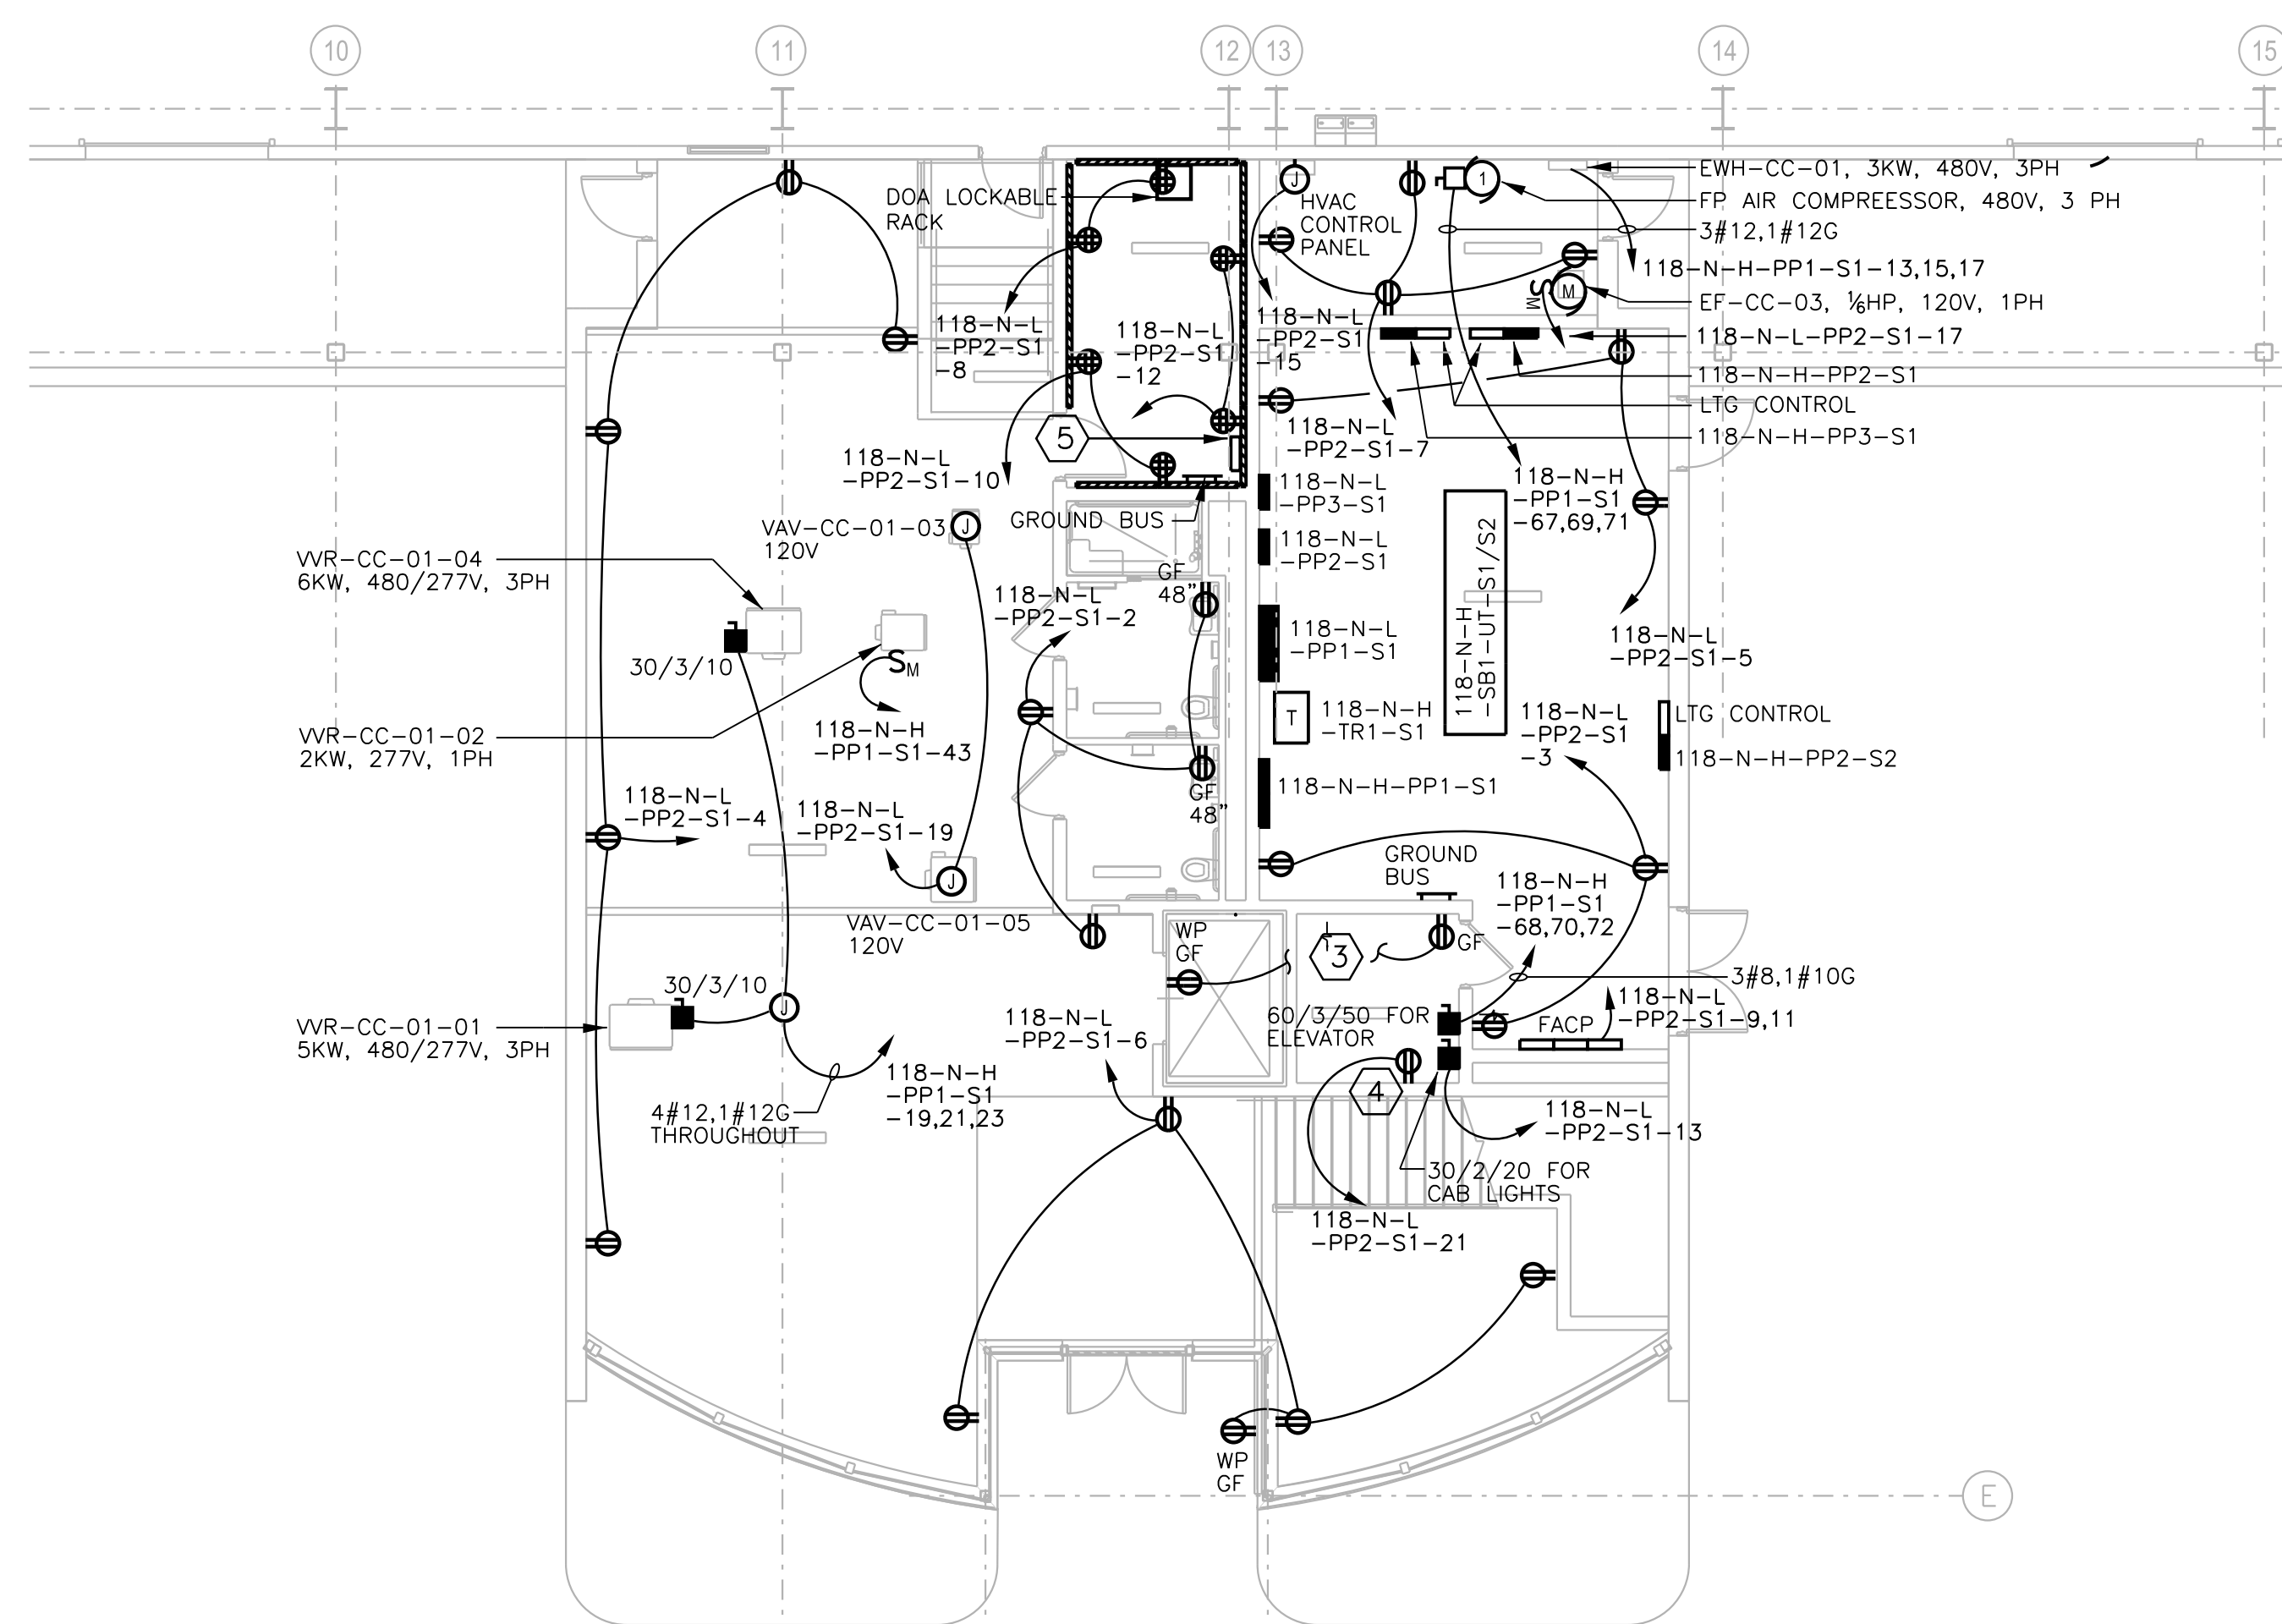 10
11
12
13
14
15
DOA LOCKABLE
RACK
J
HVAC
CONTROL
PANEL
1
EWH-CC-01, 3KW, 480V, 3PH
FP AIR COMPREESSOR, 480V, 3 PH
3#12,1#12G
118-N-H-PP1-S1-13,15,17
S M
M
EF-CC-03, ⅙HP, 120V, 1PH
118-N-L-PP2-S1-17
118-N-H-PP2-S1
LTG CONTROL
118-N-H-PP3-S1
118-N-L
-PP2-S1
-8
118-N-L
-PP2-S1
-12
118-N-L
-PP2-S1
-15
5
118-N-L
-PP2-S1-7
118-N-L
-PP2-S1-10
118-N-L
-PP3-S1
118-N-H
-PP1-S1
-67,69,71
GROUND BUS
VAV-CC-01-03
120V
J
118-N-L
-PP2-S1
118-N-H
-SB1-UT-S1/S2
VVR-CC-01-04
6KW, 480/277V, 3PH
GF
48"
118-N-L
-PP2-S1-2
118-N-L
-PP1-S1
118-N-L
-PP2-S1-5
30/3/10
S M
T
118-N-H
-TR1-S1
118-N-L
-PP2-S1
-3
LTG CONTROL
118-N-H-PP2-S2
VVR-CC-01-02
2KW, 277V, 1PH
118-N-H
-PP1-S1-43
118-N-H-PP1-S1
GF
48"
118-N-L
-PP2-S1-4
118-N-L
-PP2-S1-19
J
VAV-CC-01-05
120V
GROUND
BUS
118-N-H
-PP1-S1
-68,70,72
WP
GF
3
GF
3#8,1#10G
30/3/10
J
VVR-CC-01-01
5KW, 480/277V, 3PH
118-N-L
-PP2-S1-6
60/3/50 FOR
ELEVATOR
FACP
118-N-L
-PP2-S1-9,11
118-N-H
-PP1-S1
-19,21,23
4
4#12,1#12G
THROUGHOUT
118-N-L
-PP2-S1-13
30/2/20 FOR
CAB LIGHTS
118-N-L
-PP2-S1-21
WP
GF
E